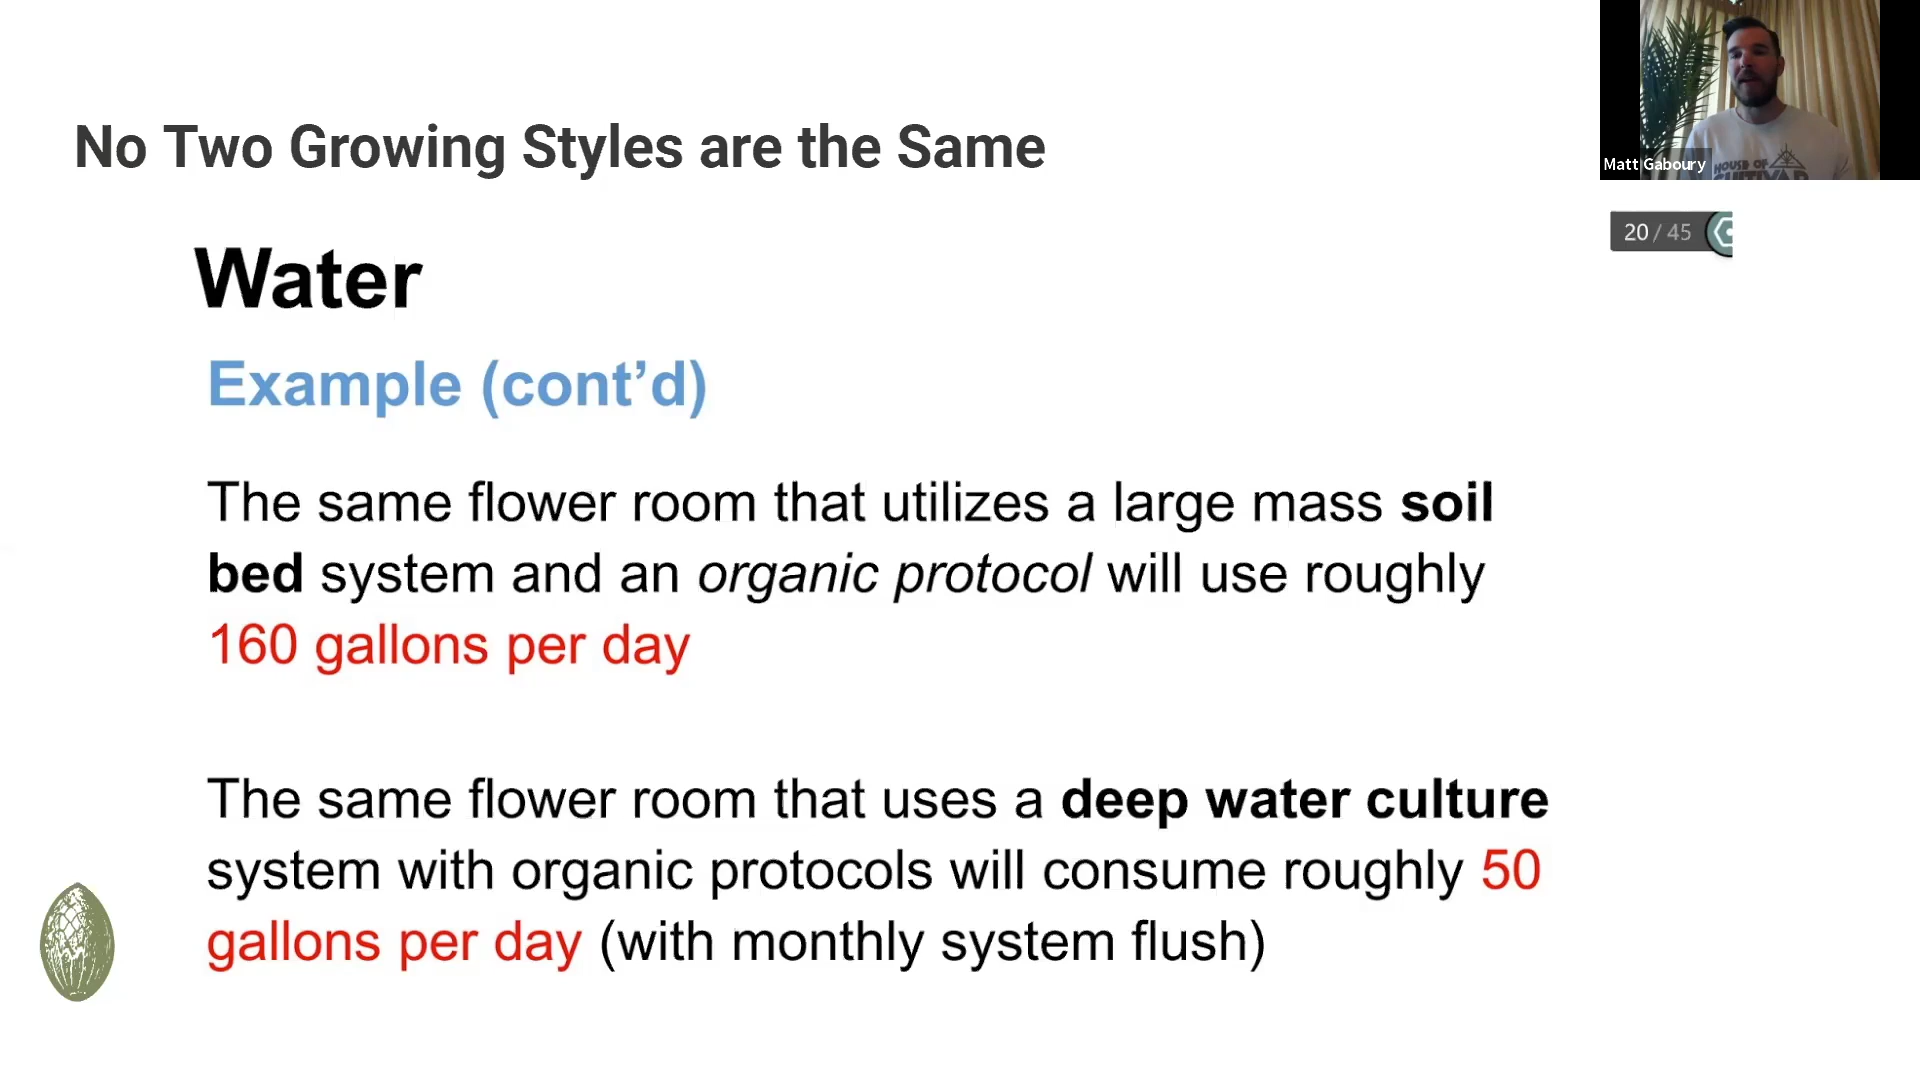 No Two Growing Styles are the Same
Matt Gaboury
HOUSE OF
CULTIVAR
20 / 45
Water
Example (cont’d)
The same flower room that utilizes a large mass soil
bed system and an organic protocol will use roughly
160 gallons per day
The same flower room that uses a deep water culture
system with organic protocols will consume roughly 50
gallons per day (with monthly system flush)